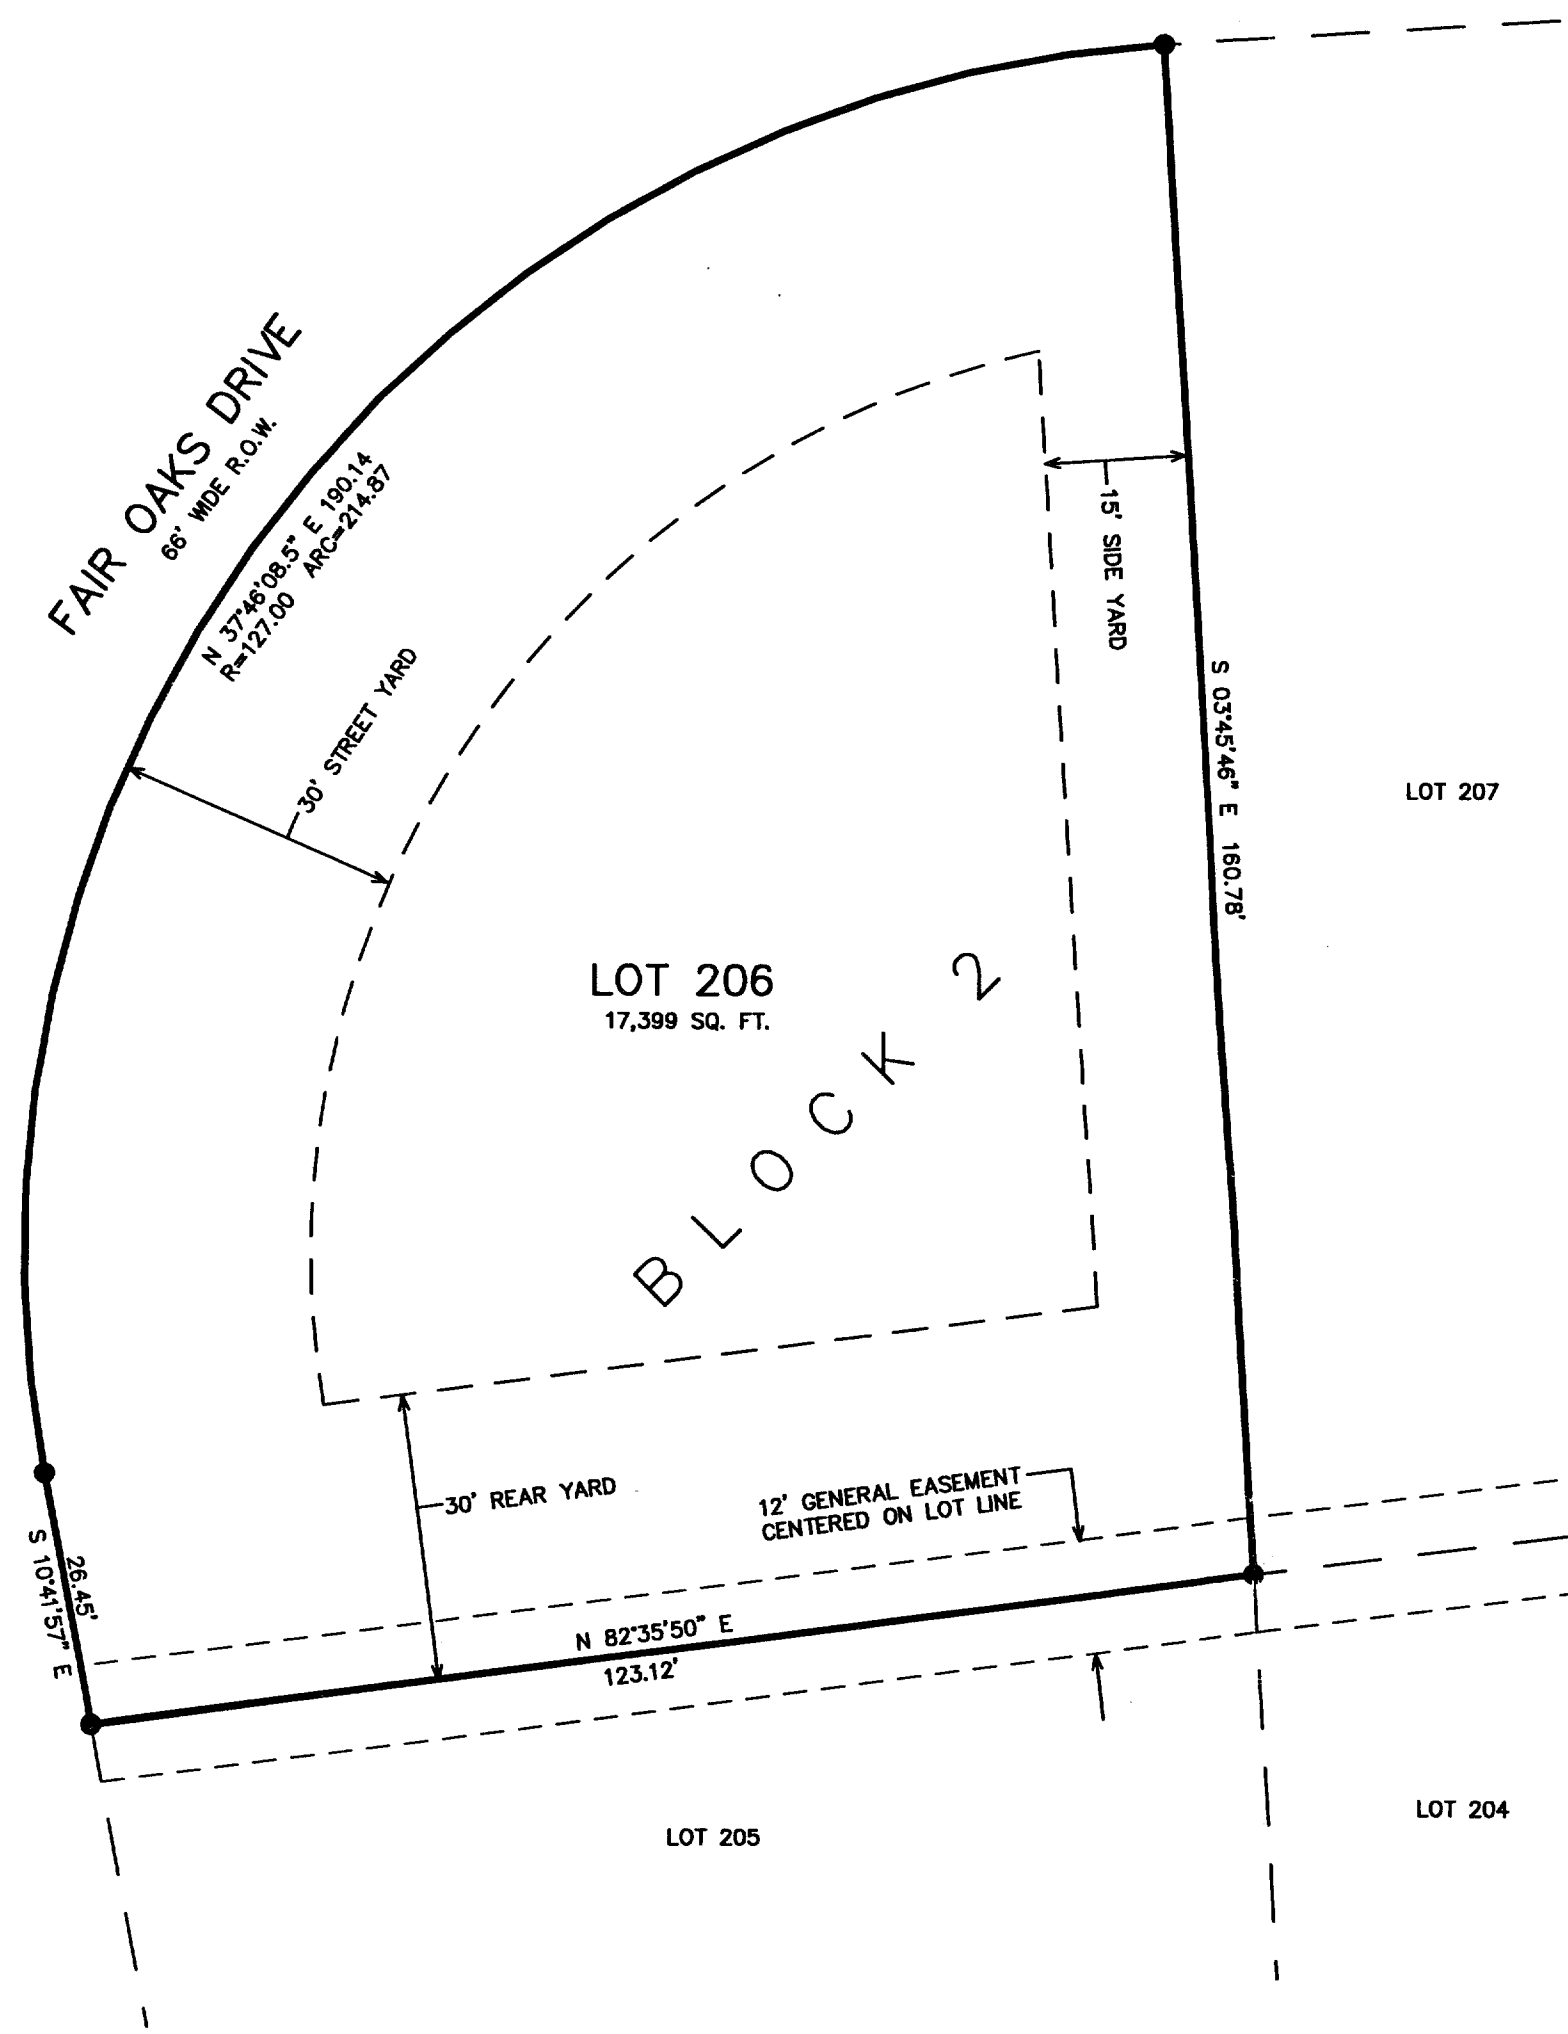 FAIR OAKS DRIVE
66' WIDE R.O.W.
N 37°46'08.5" E 190.14
R=127.00 ARC=214.87
30' STREET YARD
15' SIDE YARD
S 03°45'46" E 160.78'
LOT 207
LOT 206
17,399 SQ. FT.
BLOCK 2
30' REAR YARD
12' GENERAL EASEMENT
CENTERED ON LOT LINE
26.45'
S 10°41'57" E
N 82°35'50" E
123.12'
LOT 205
LOT 204